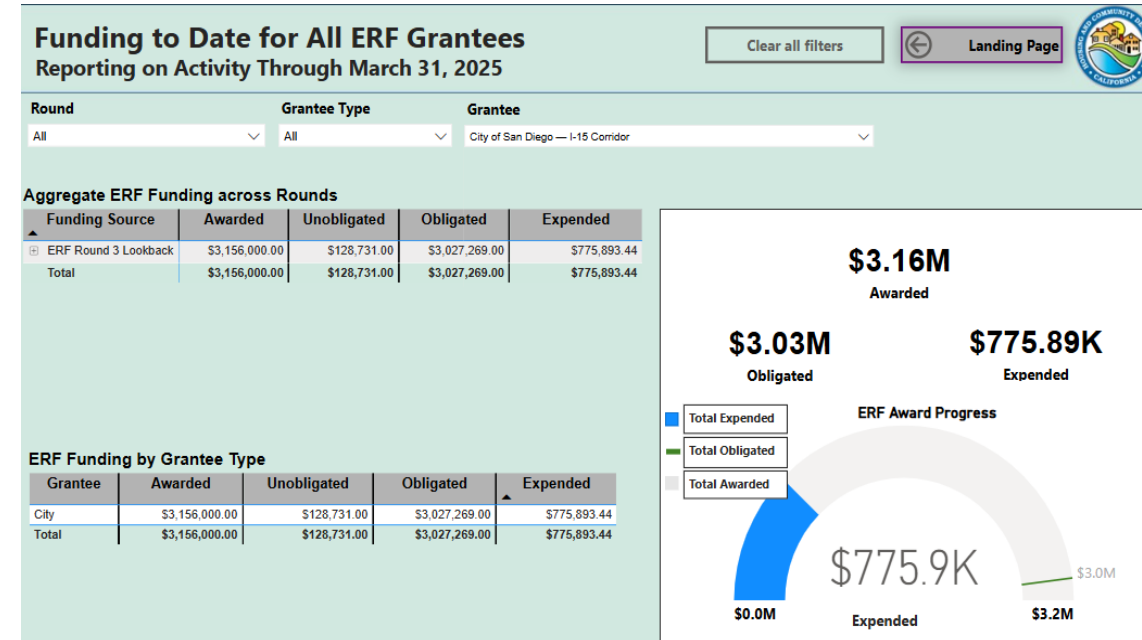 Funding to Date for All ERF Grantees
Reporting on Activity Through March 31, 2025
Clear all filters
Landing Page
Round
Grantee Type
Grantee
All
All
City of San Diego — I-15 Corridor
Aggregate ERF Funding across Rounds
Funding Source Awarded Unobligated Obligated Expended
ERF Round 3 Lookback $3,156,000.00 $128,731.00 $3,027,269.00 $775,893.44
Total $3,156,000.00 $128,731.00 $3,027,269.00 $775,893.44
ERF Funding by Grantee Type
Grantee Awarded Unobligated Obligated Expended
City $3,156,000.00 $128,731.00 $3,027,269.00 $775,893.44
Total $3,156,000.00 $128,731.00 $3,027,269.00 $775,893.44
$3.16M
Awarded
$3.03M
Obligated
$775.89K
Expended
ERF Award Progress
Total Expended
Total Obligated
Total Awarded
$775.9K
$3.0M
$0.0M
Expended
$3.2M
CALIFORNIA